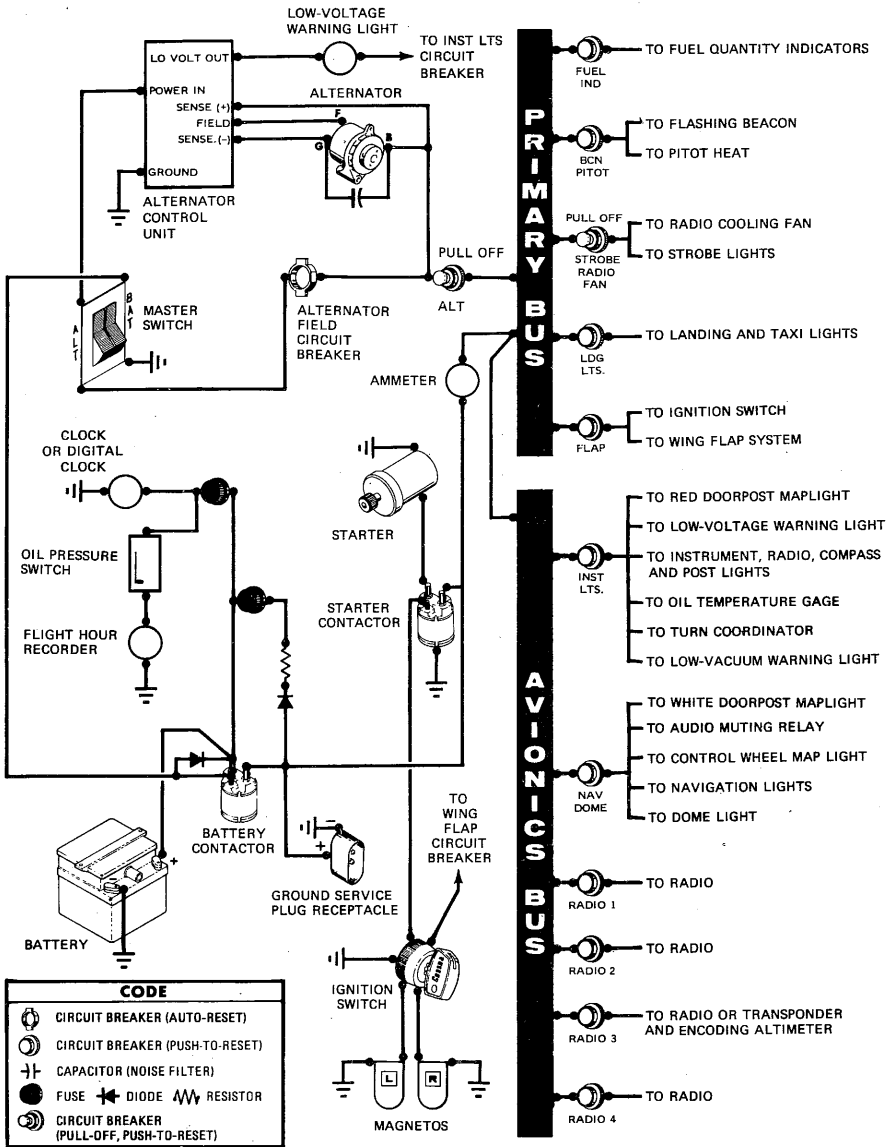 LOW-VOLTAGE
WARNING LIGHT
TO INST LTS
CIRCUIT
BREAKER
LO VOLT OUT
POWER IN
SENSE (+)
FIELD
SENSE.(-)
GROUND
ALTERNATOR
CONTROL
UNIT
ALTERNATOR
F
G
B
PULL OFF
ALT
ALTERNATOR
FIELD
CIRCUIT
BREAKER
BAT
ALT
MASTER
SWITCH
AMMETER
CLOCK
OR DIGITAL
CLOCK
OIL PRESSURE
SWITCH
FLIGHT HOUR
RECORDER
STARTER
STARTER
CONTACTOR
BATTERY
CONTACTOR
+
-
BATTERY
-
+
GROUND SERVICE
PLUG RECEPTACLE
TO
WING
FLAP
CIRCUIT
BREAKER
IGNITION
SWITCH
L
R
MAGNETOS
PRIMARY BUS
FUEL
IND
TO FUEL QUANTITY INDICATORS
BCN
PITOT
TO FLASHING BEACON
TO PITOT HEAT
PULL OFF
STROBE
RADIO
FAN
TO RADIO COOLING FAN
TO STROBE LIGHTS
LDG
LTS.
TO LANDING AND TAXI LIGHTS
FLAP
TO IGNITION SWITCH
TO WING FLAP SYSTEM
AVIONICS BUS
INST
LTS.
TO RED DOORPOST MAPLIGHT
TO LOW-VOLTAGE WARNING LIGHT
TO INSTRUMENT, RADIO, COMPASS
AND POST LIGHTS
TO OIL TEMPERATURE GAGE
TO TURN COORDINATOR
TO LOW-VACUUM WARNING LIGHT
NAV
DOME
TO WHITE DOORPOST MAPLIGHT
TO AUDIO MUTING RELAY
TO CONTROL WHEEL MAP LIGHT
TO NAVIGATION LIGHTS
TO DOME LIGHT
RADIO 1
TO RADIO
RADIO 2
TO RADIO
RADIO 3
TO RADIO OR TRANSPONDER
AND ENCODING ALTIMETER
RADIO 4
TO RADIO
CODE
CIRCUIT BREAKER (AUTO-RESET)
CIRCUIT BREAKER (PUSH-TO-RESET)
CAPACITOR (NOISE FILTER)
FUSE DIODE RESISTOR
CIRCUIT BREAKER
(PULL-OFF, PUSH-TO-RESET)